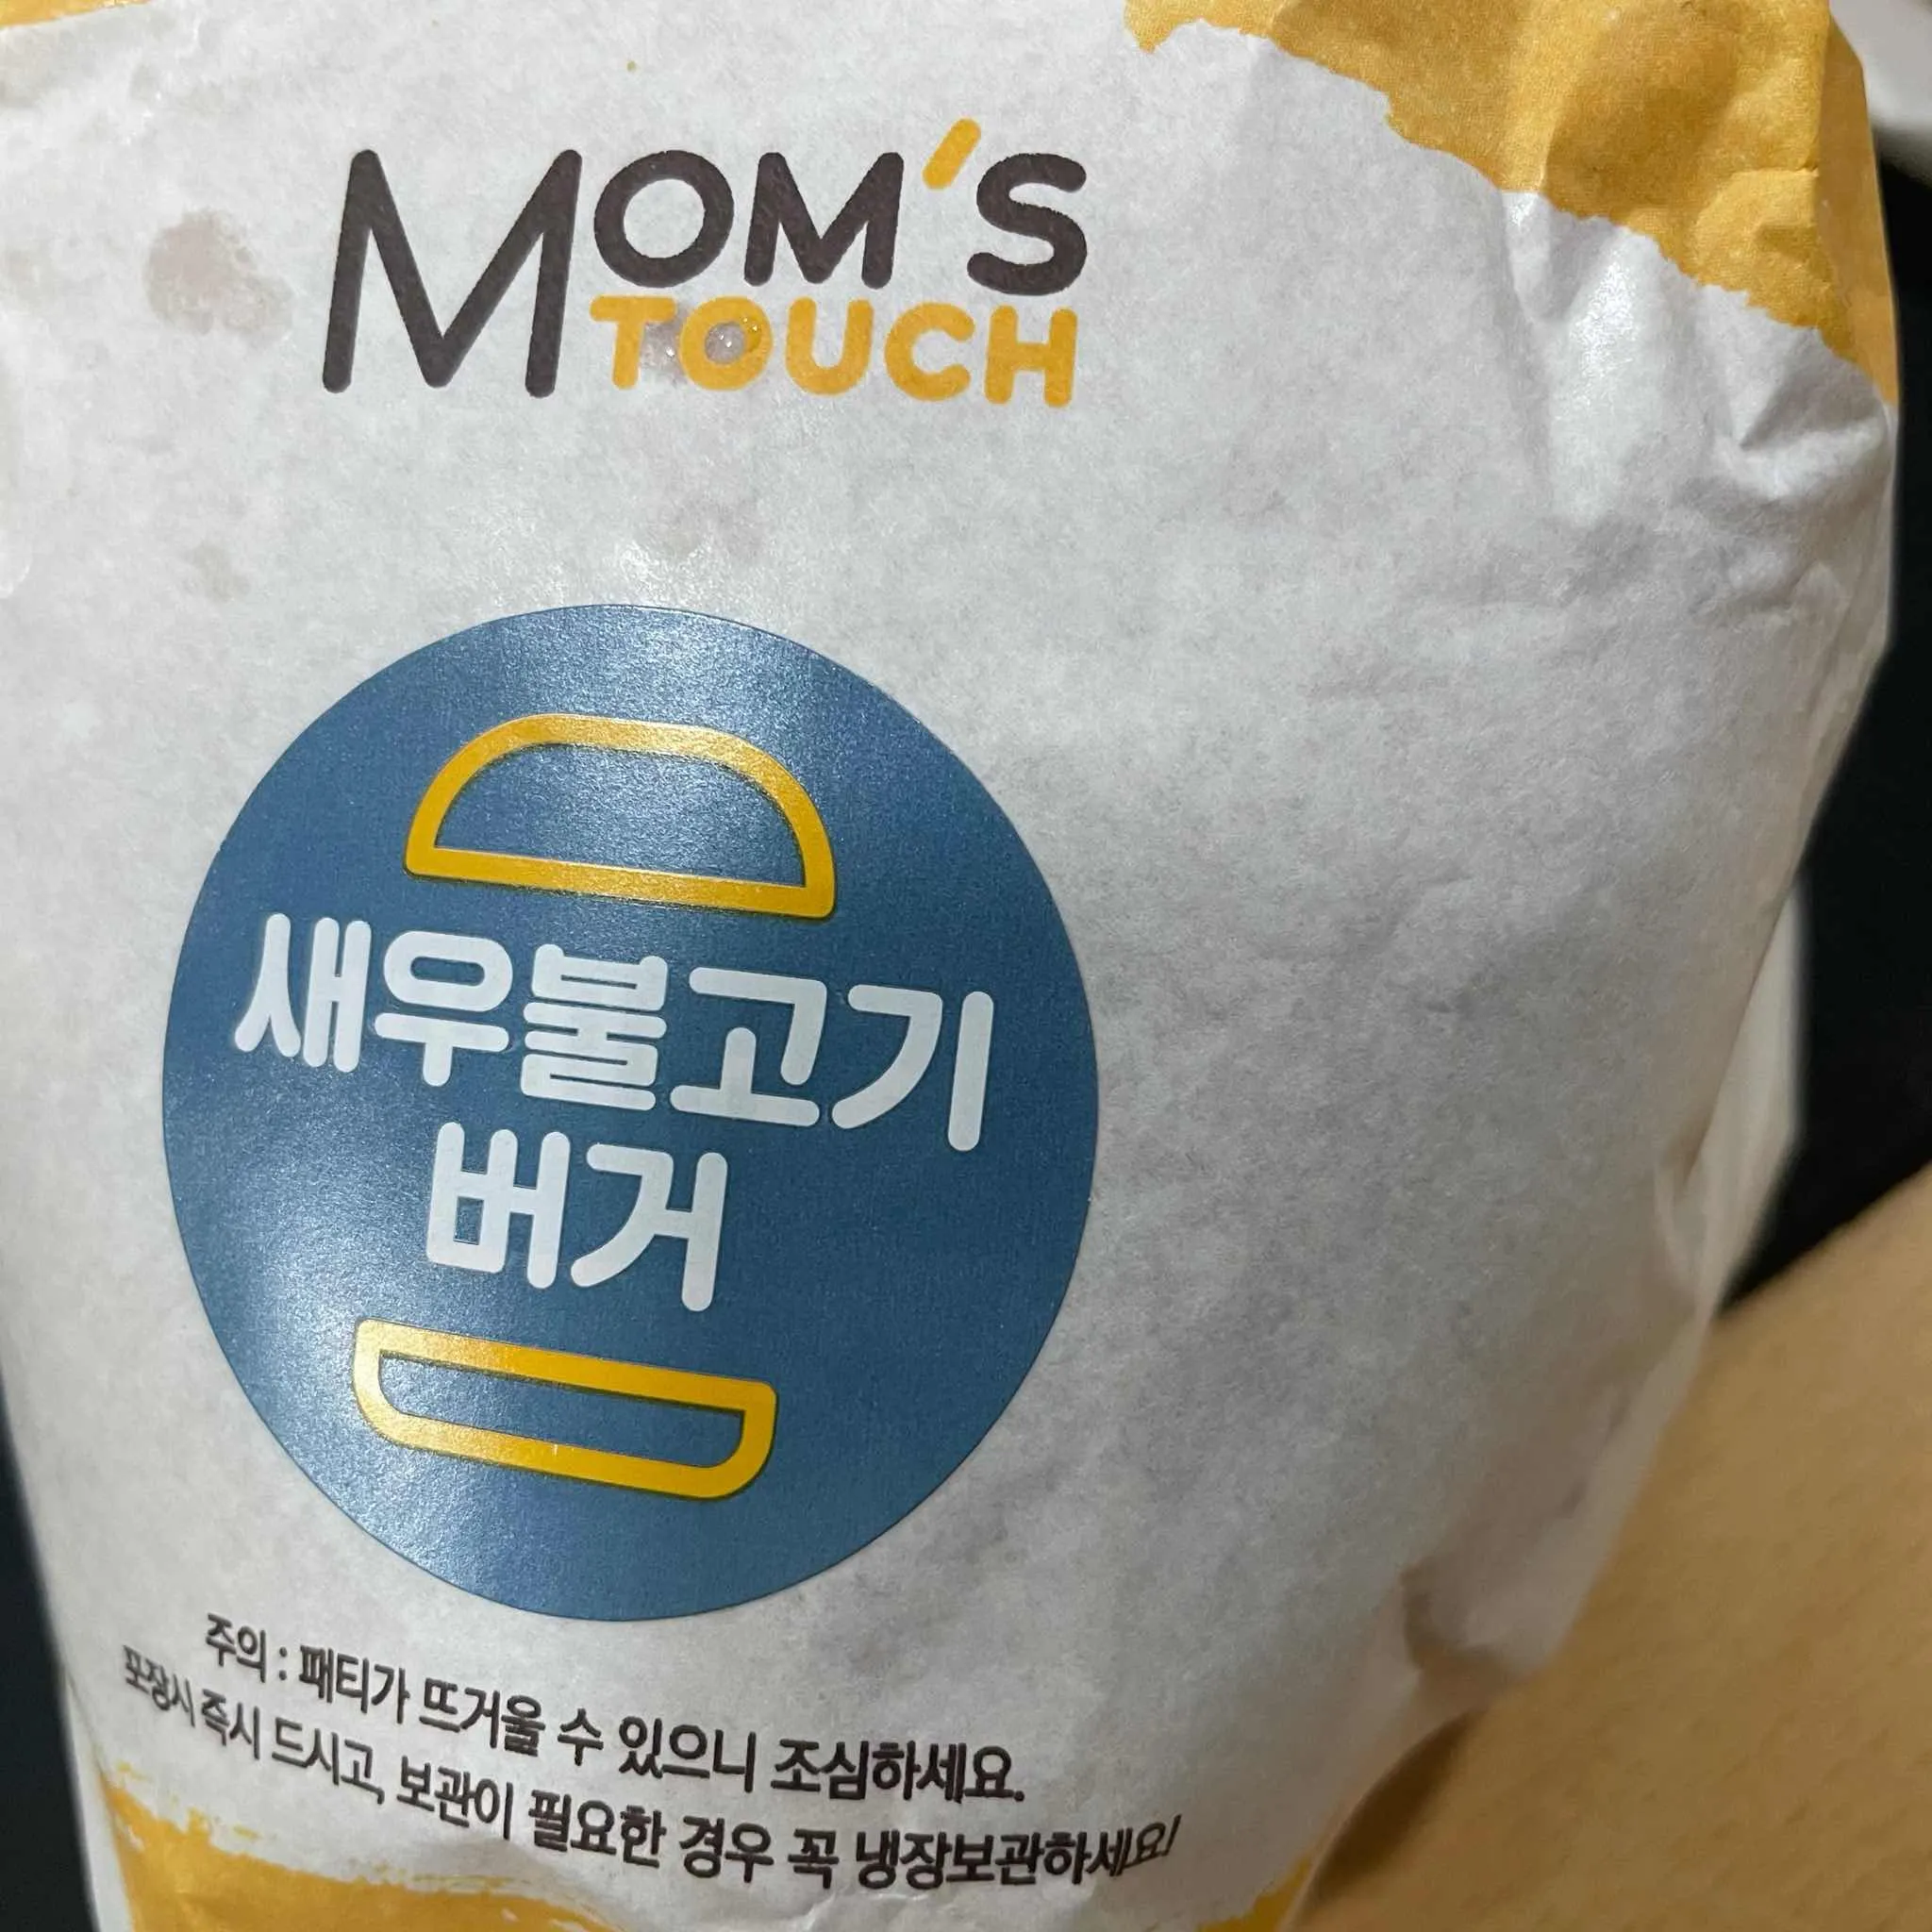 MOM'S
TOUCH
새우불고기
버거
주의 : 패티가 뜨거울 수 있으니 조심하세요.
포장시 즉시 드시고, 보관이 필요한 경우 꼭 냉장보관하세요!